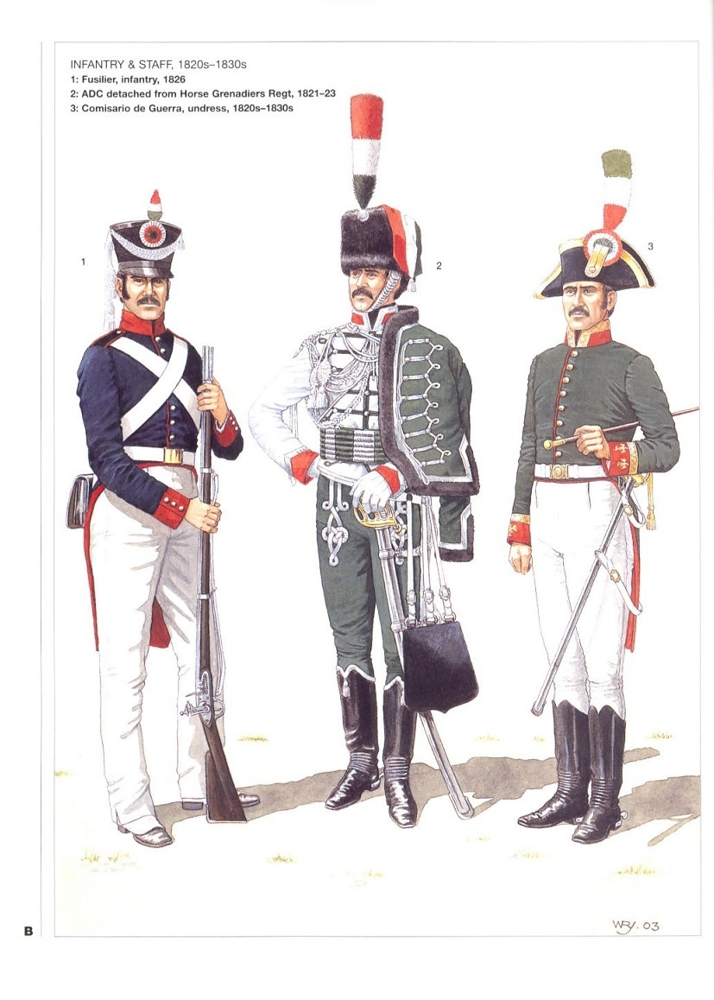 INFANTRY & STAFF, 1820s–1830s
1: Fusilier, infantry, 1826
2: ADC detached from Horse Grenadiers Regt, 1821–23
3: Comisario de Guerra, undress, 1820s–1830s
1
2
3
B
WRY. 03